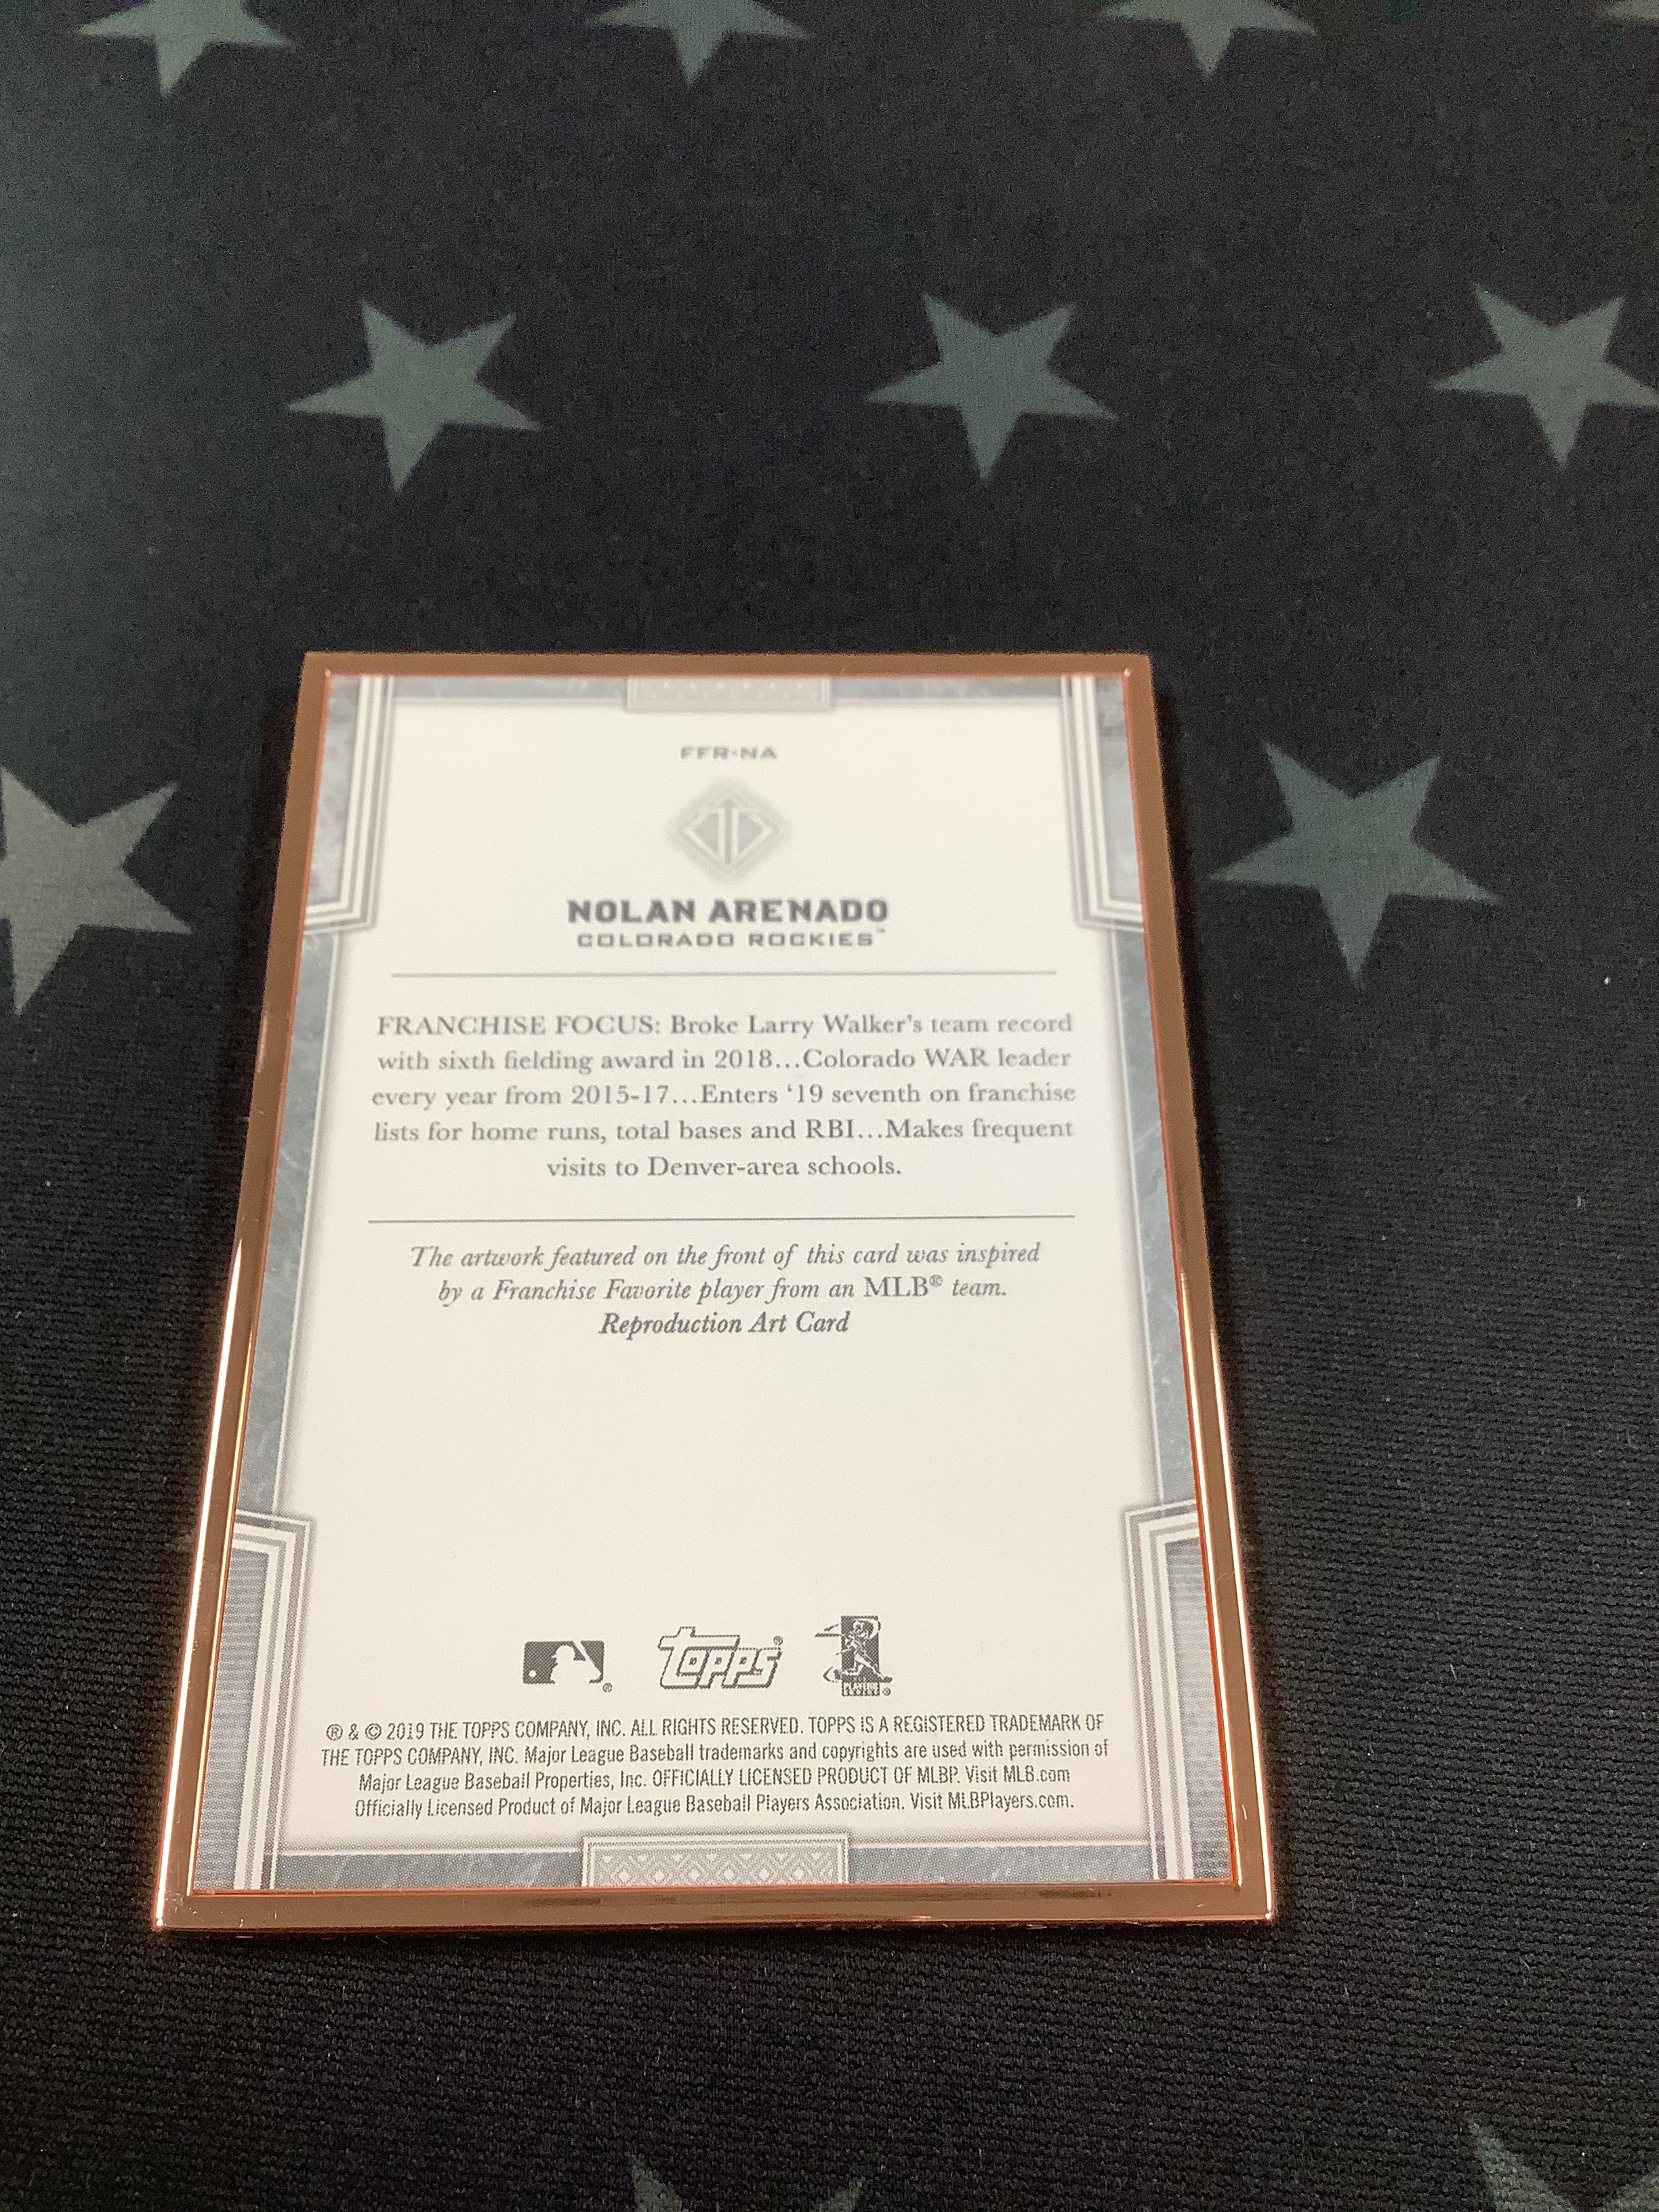 FFR-NA
NOLAN ARENADO
COLORADO ROCKIES™
FRANCHISE FOCUS: Broke Larry Walker's team record
with sixth fielding award in 2018...Colorado WAR leader
every year from 2015-17...Enters ‘19 seventh on franchise
lists for home runs, total bases and RBI...Makes frequent
visits to Denver-area schools.
The artwork featured on the front of this card was inspired
by a Franchise Favorite player from an MLB® team.
Reproduction Art Card
® Topps® ®
® & © 2019 THE TOPPS COMPANY, INC. ALL RIGHTS RESERVED. TOPPS IS A REGISTERED TRADEMARK OF
THE TOPPS COMPANY, INC. Major League Baseball trademarks and copyrights are used with permission of
Major League Baseball Properties, Inc. OFFICIALLY LICENSED PRODUCT OF MLBP. Visit MLB.com
Officially Licensed Product of Major League Baseball Players Association. Visit MLBPlayers.com.